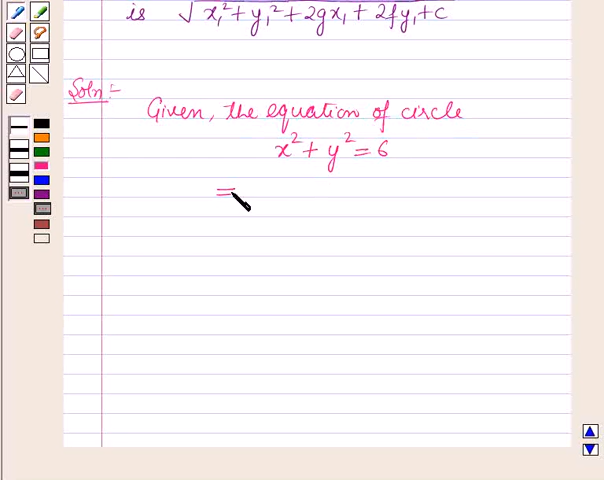 is √x₁²+y₁²+2gx₁+2fy₁+c
Soln:-
Given, the equation of circle
x²+y²=6
=